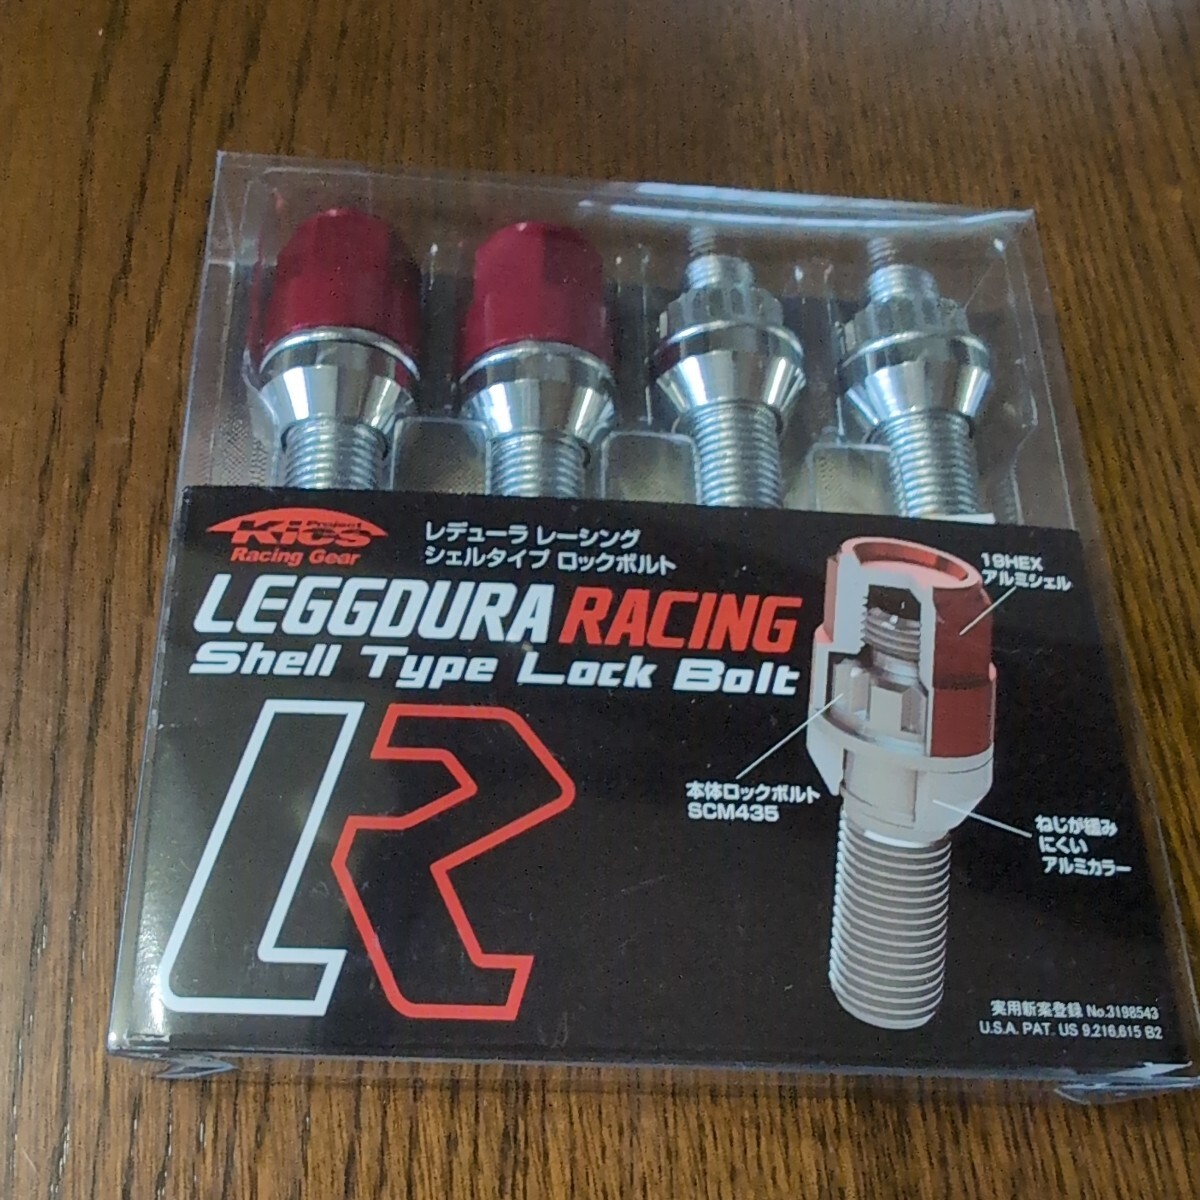 Project
Kics
Racing Gear
レデューラ レーシング
シェルタイプ ロックボルト
LEGGDURA RACING
Shell Type Lock Bolt
LR
19HEX
アルミシェル
本体ロックボルト
SCM435
ねじが緩み
にくい
アルミカラー
実用新案登録 No.3198543
U.S.A. PAT. US 9,216,615 B2